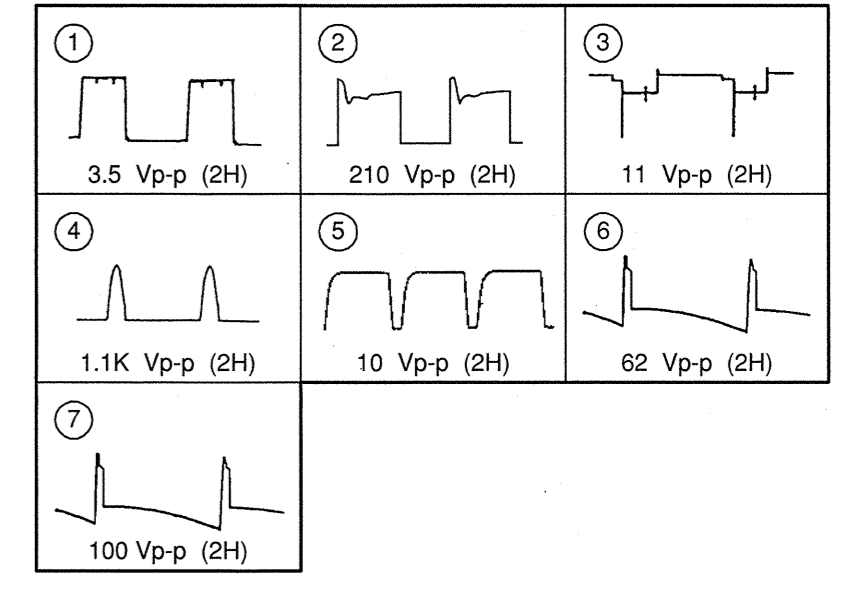 ① ② ③
3.5 Vp-p (2H) 210 Vp-p (2H) 11 Vp-p (2H)
④ ⑤ ⑥
1.1K Vp-p (2H) 10 Vp-p (2H) 62 Vp-p (2H)
⑦
100 Vp-p (2H)